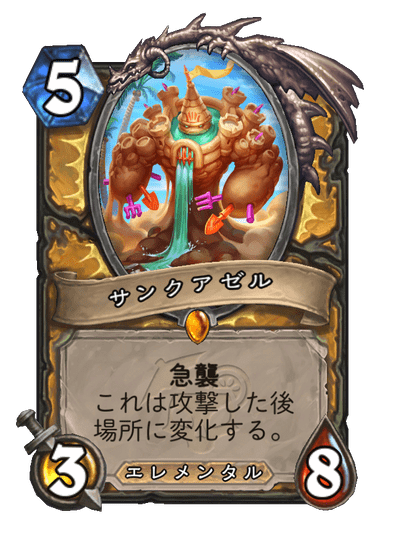 5
サンクアゼル
急襲
これは攻撃した後
場所に変化する。
3
エレメンタル
8